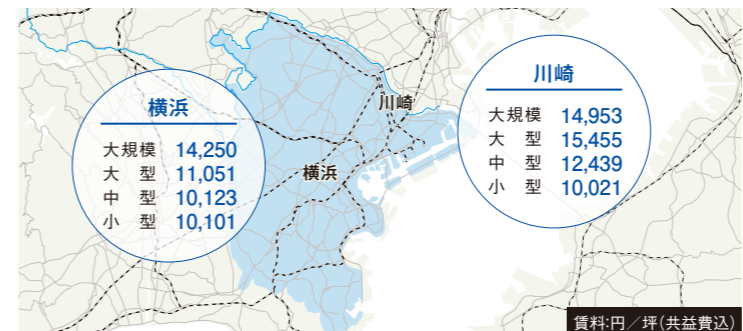 横浜
大規模 14,250
大型 11,051
中型 10,123
小型 10,101
川崎
横浜
川崎
大規模 14,953
大型 15,455
中型 12,439
小型 10,021
賃料:円／坪(共益費込)